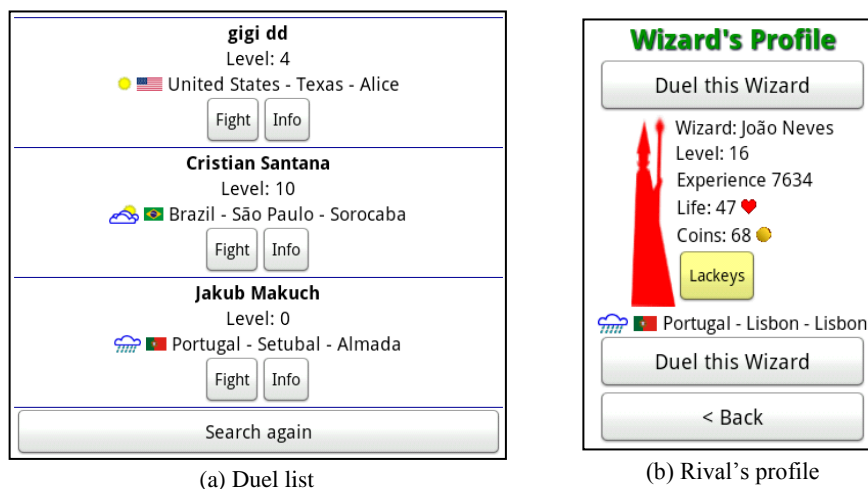 gigi dd
Level: 4
United States - Texas - Alice
Fight Info
Cristian Santana
Level: 10
Brazil - São Paulo - Sorocaba
Fight Info
Jakub Makuch
Level: 0
Portugal - Setubal - Almada
Fight Info
Search again
(a) Duel list
Wizard's Profile
Duel this Wizard
Wizard: João Neves
Level: 16
Experience 7634
Life: 47
Coins: 68
Lackeys
Portugal - Lisbon - Lisbon
Duel this Wizard
< Back
(b) Rival's profile